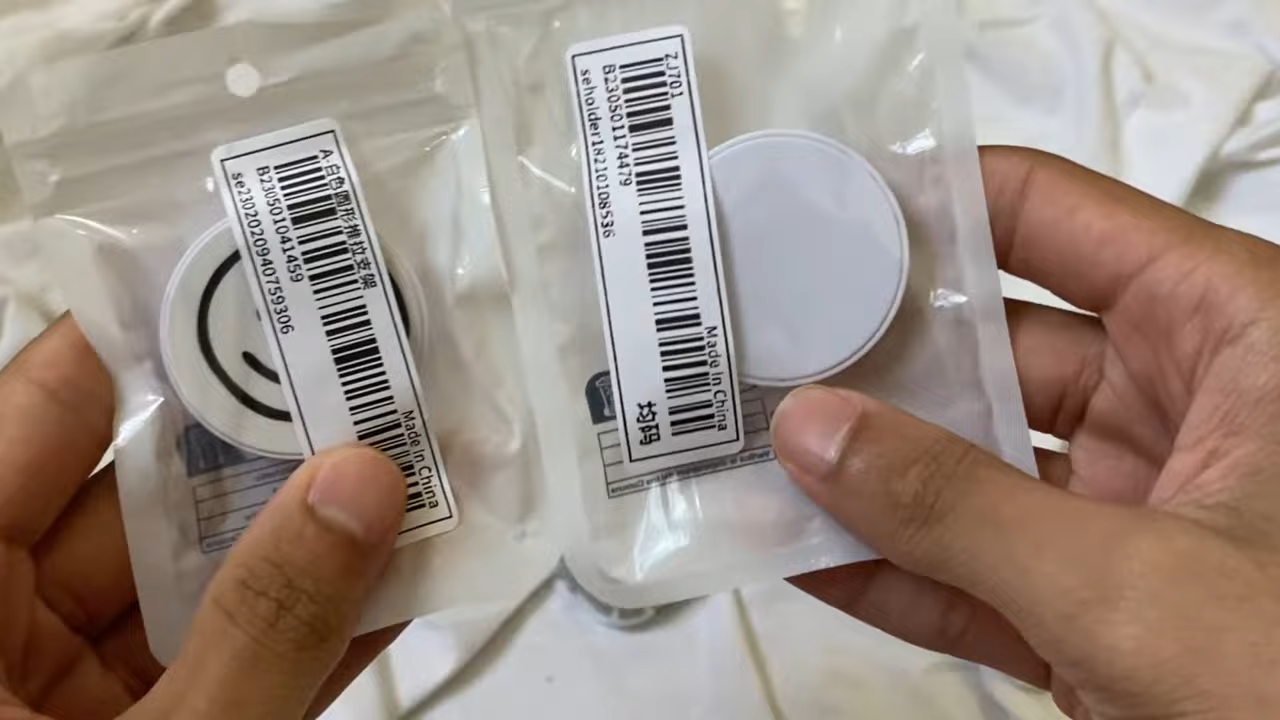 A-白色圆形推拉支架
B230501041459
se2302020940759306
Made In China
ZJ701
B230501174479
seholder18210108536
Made In China
均码